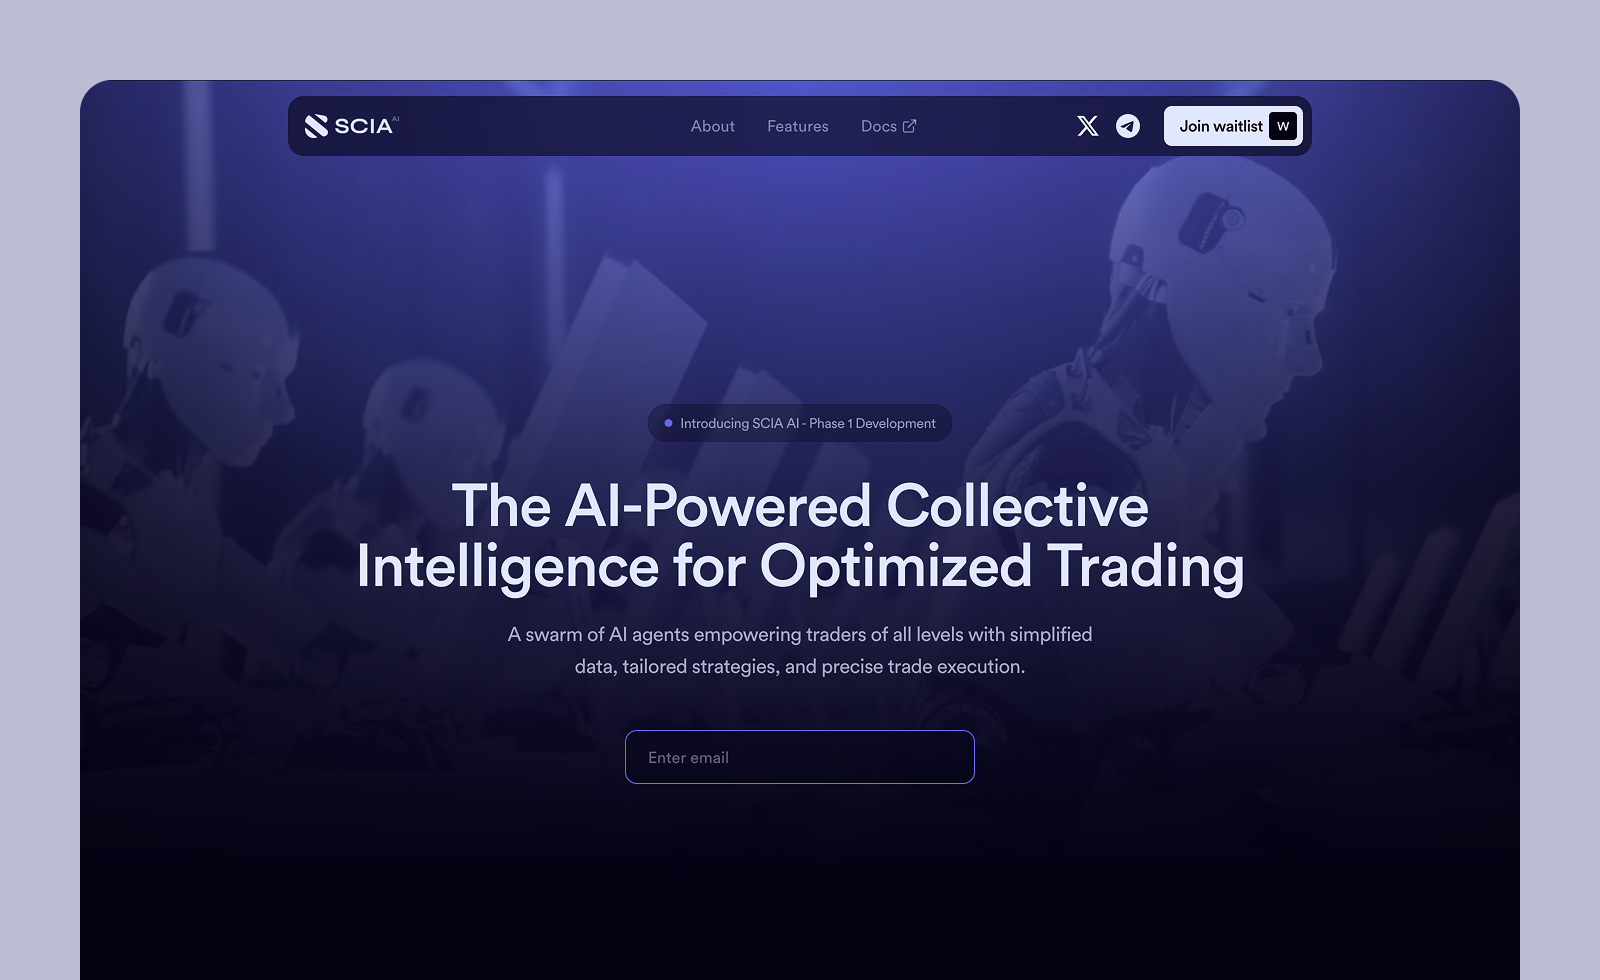 SCIA AI
About
Features
Docs
Join waitlist W
Introducing SCIA AI - Phase 1 Development
The AI-Powered Collective
Intelligence for Optimized Trading
A swarm of AI agents empowering traders of all levels with simplified
data, tailored strategies, and precise trade execution.
Enter email